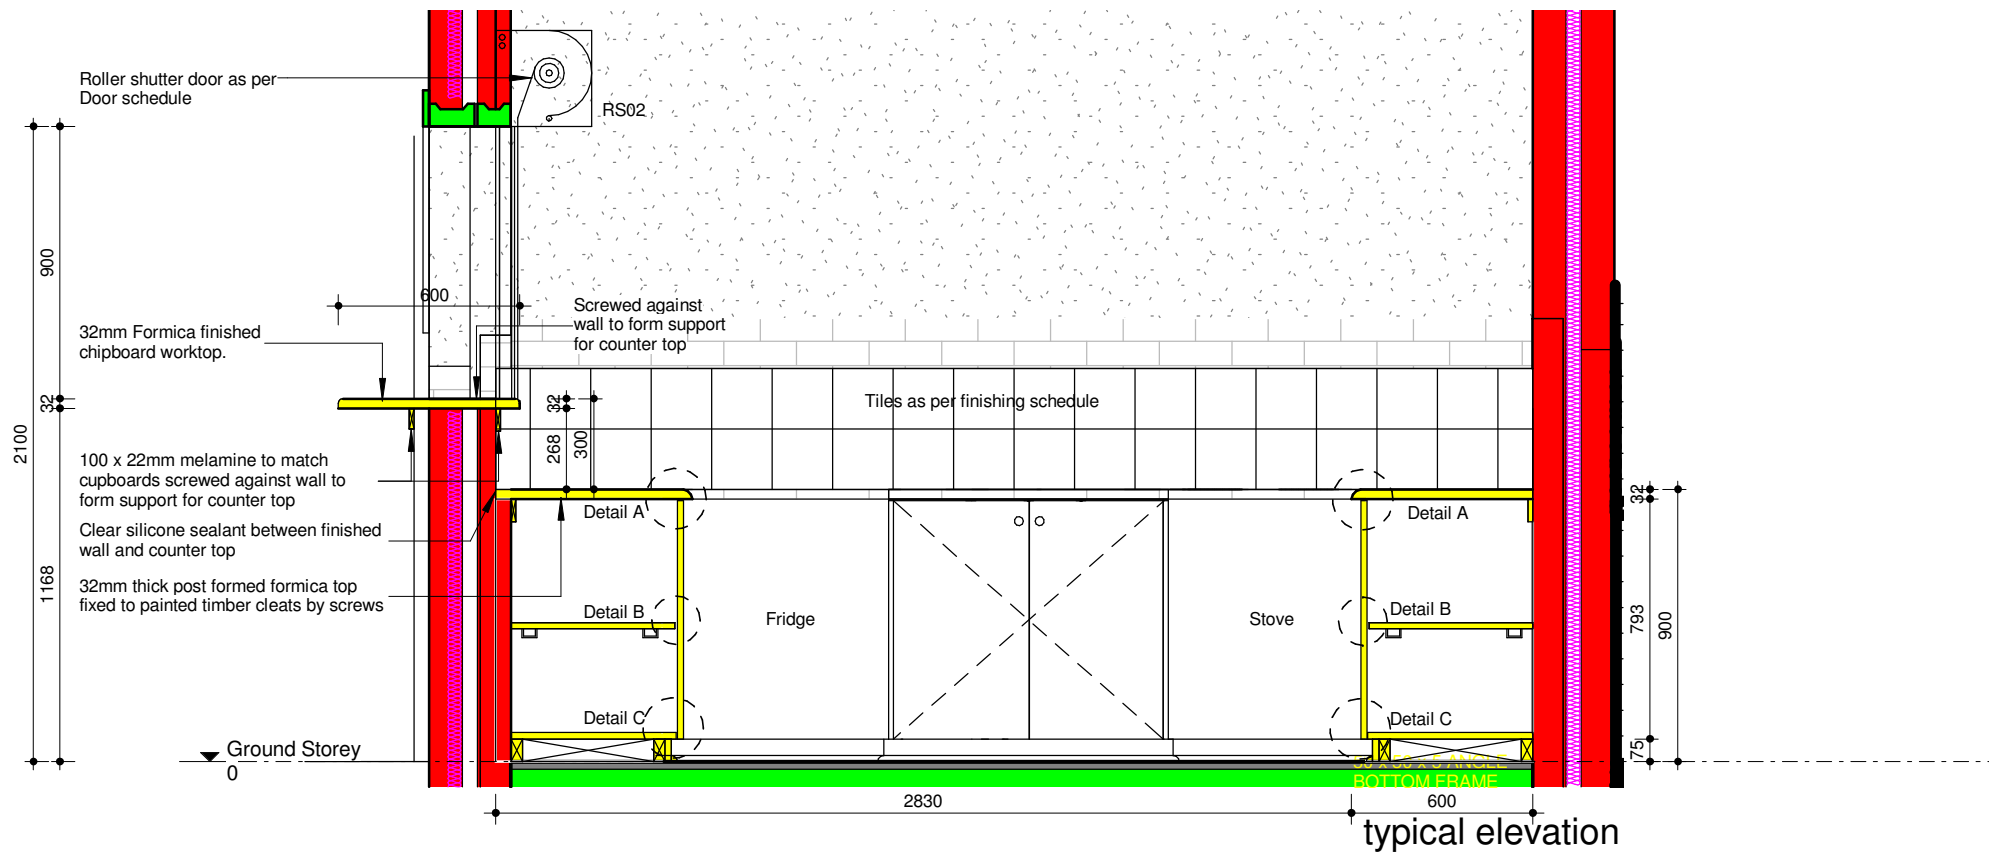 Roller shutter door as per
Door schedule
RS02
900
600
Screwed against
wall to form support
for counter top
32mm Formica finished
chipboard worktop.
32
32
268
300
Tiles as per finishing schedule
2100
100 x 22mm melamine to match
cupboards screwed against wall to
form support for counter top
Clear silicone sealant between finished
wall and counter top
32mm thick post formed formica top
fixed to painted timber cleats by screws
1168
Detail A
Detail A
32
Detail B
Fridge
Stove
Detail B
793
900
Detail C
Detail C
75
Ground Storey
0
BOTTOM FRAME
2830
600
typical elevation